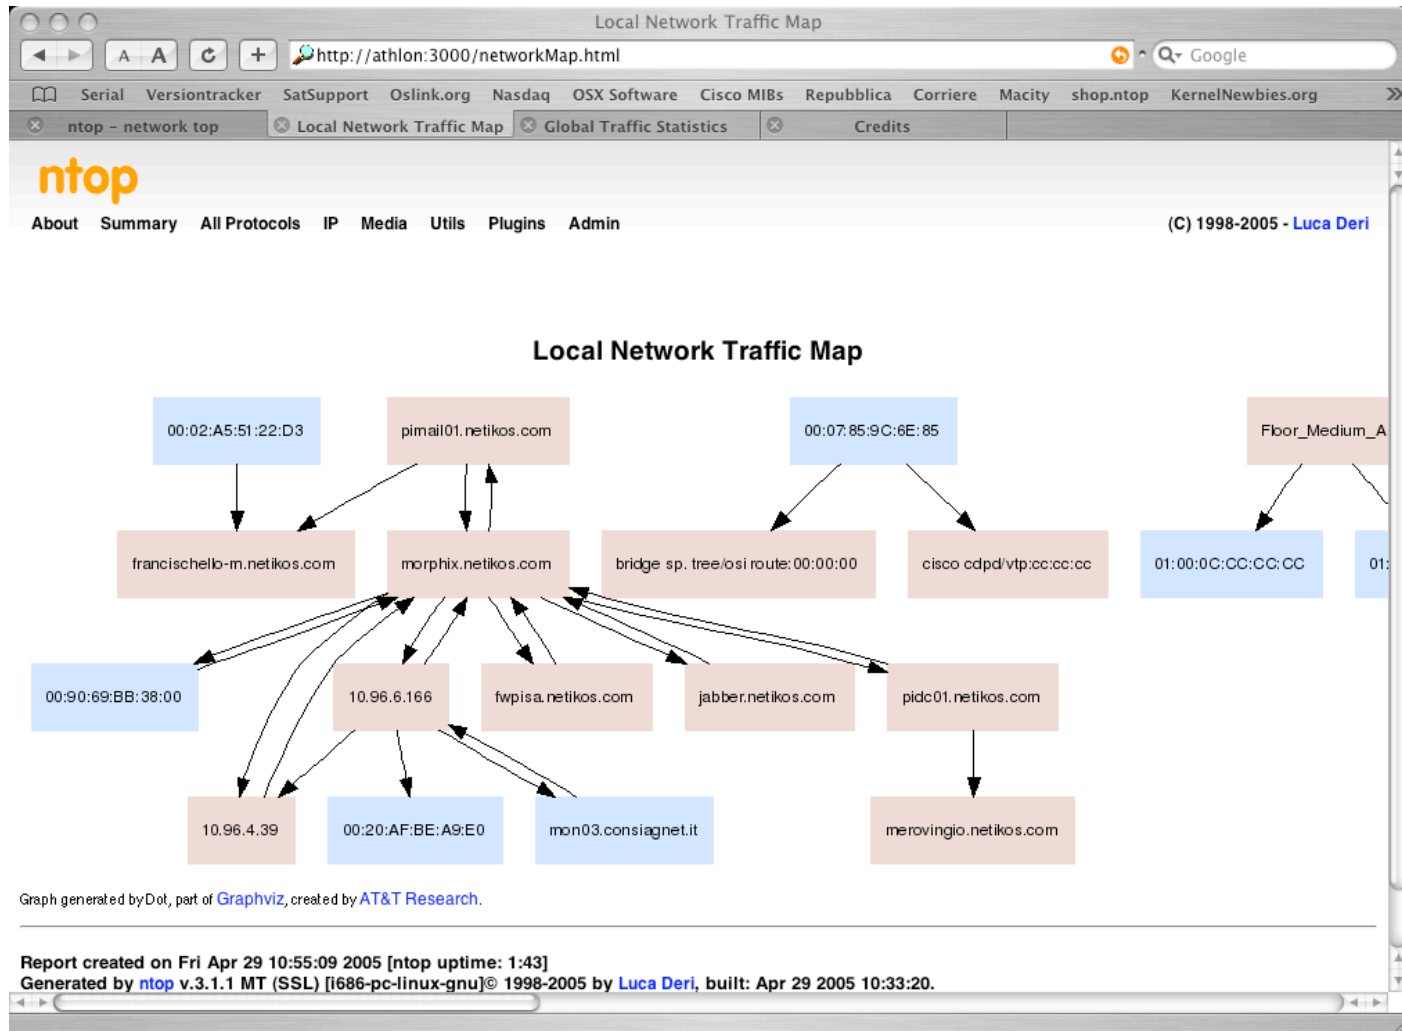 Local Network Traffic Map
A A + http://athlon:3000/networkMap.html Google
Serial Versiontracker SatSupport Oslink.org Nasdaq OSX Software Cisco MIBs Repubblica Corriere Macity shop.ntop KernelNewbies.org
ntop – network top Local Network Traffic Map Global Traffic Statistics Credits
ntop
About Summary All Protocols IP Media Utils Plugins Admin (C) 1998-2005 - Luca Deri
Local Network Traffic Map
00:02:A5:51:22:D3 pimail01.netikos.com 00:07:85:9C:6E:85 Floor_Medium_A
francischello-m.netikos.com morphix.netikos.com bridge sp. tree/osi route:00:00:00 cisco cdpd/vtp:cc:cc:cc 01:00:0C:CC:CC:CC 01:
00:90:69:BB:38:00 10.96.6.166 fwpisa.netikos.com jabber.netikos.com pidc01.netikos.com
10.96.4.39 00:20:AF:BE:A9:E0 mon03.consiagnet.it merovingio.netikos.com
Graph generated by Dot, part of Graphviz, created by AT&T Research.
Report created on Fri Apr 29 10:55:09 2005 [ntop uptime: 1:43]
Generated by ntop v.3.1.1 MT (SSL) [i686-pc-linux-gnu]© 1998-2005 by Luca Deri, built: Apr 29 2005 10:33:20.